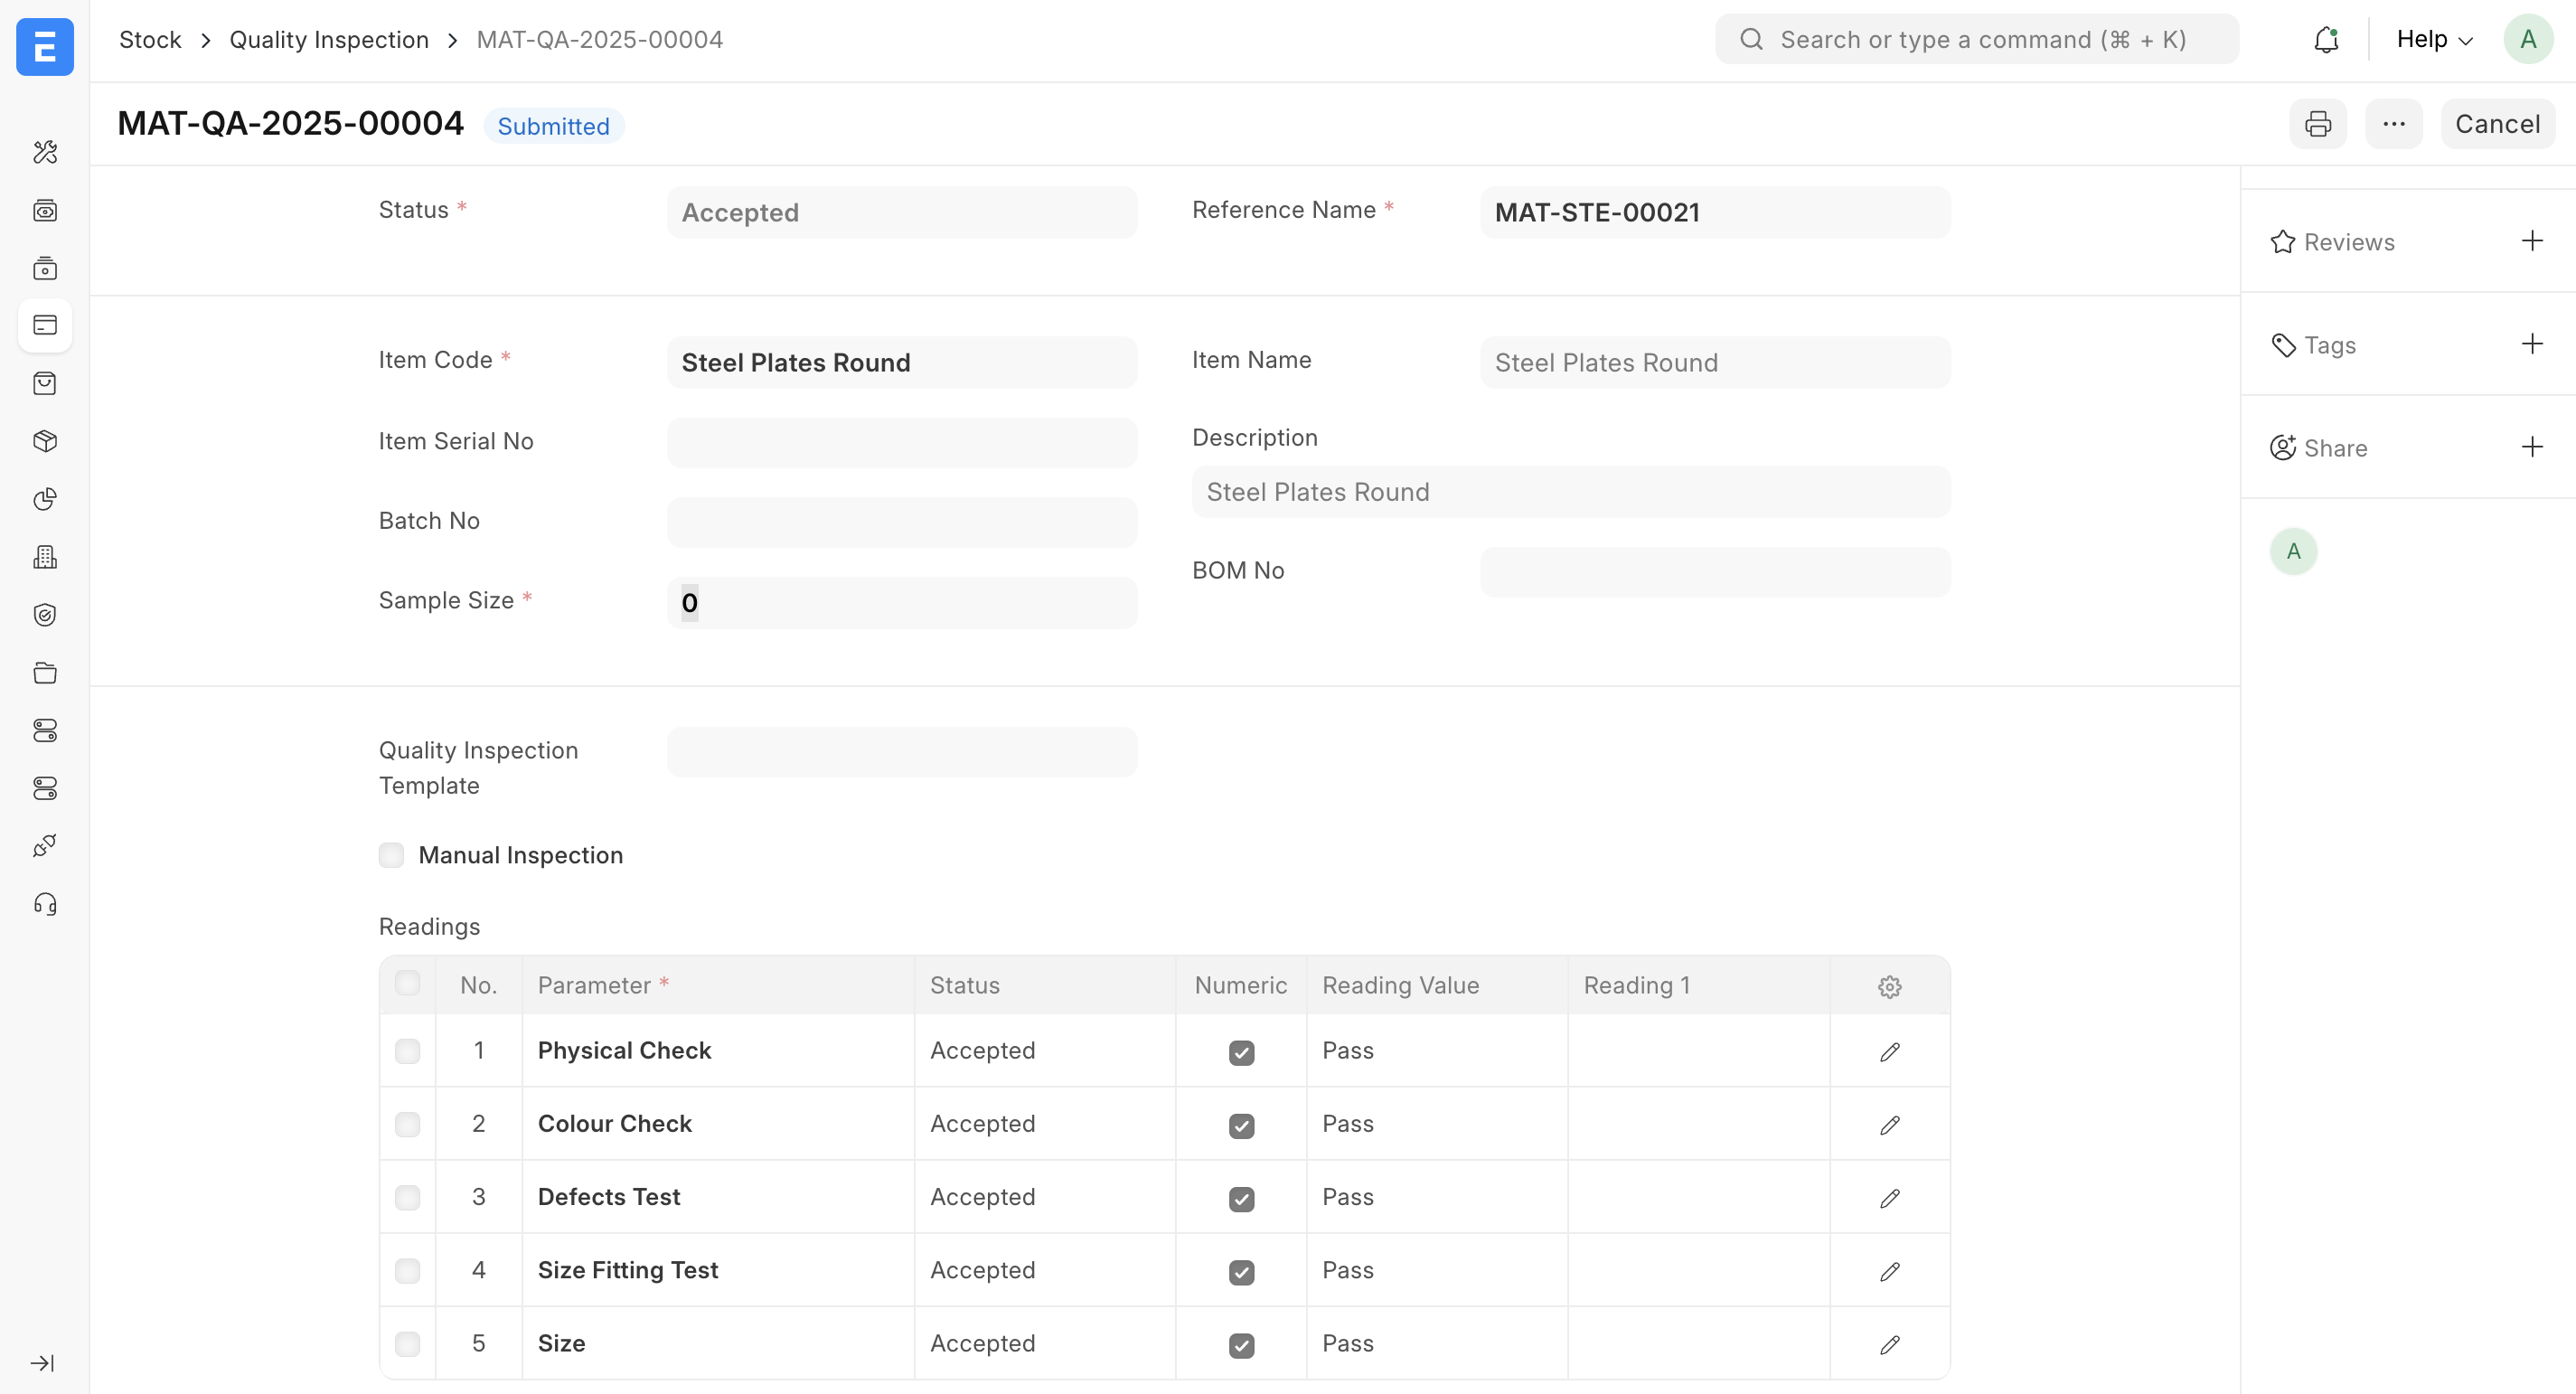 Stock > Quality Inspection > MAT-QA-2025-00004
Search or type a command (⌘ + K)
Help
A
MAT-QA-2025-00004 Submitted
Cancel
Status * Accepted
Reference Name * MAT-STE-00021
Reviews
Tags
Share
A
Item Code * Steel Plates Round
Item Name Steel Plates Round
Item Serial No
Description
Steel Plates Round
Batch No
BOM No
Sample Size * 0
Quality Inspection
Template
Manual Inspection
Readings
No. Parameter * Status Numeric Reading Value Reading 1
1 Physical Check Accepted Pass
2 Colour Check Accepted Pass
3 Defects Test Accepted Pass
4 Size Fitting Test Accepted Pass
5 Size Accepted Pass